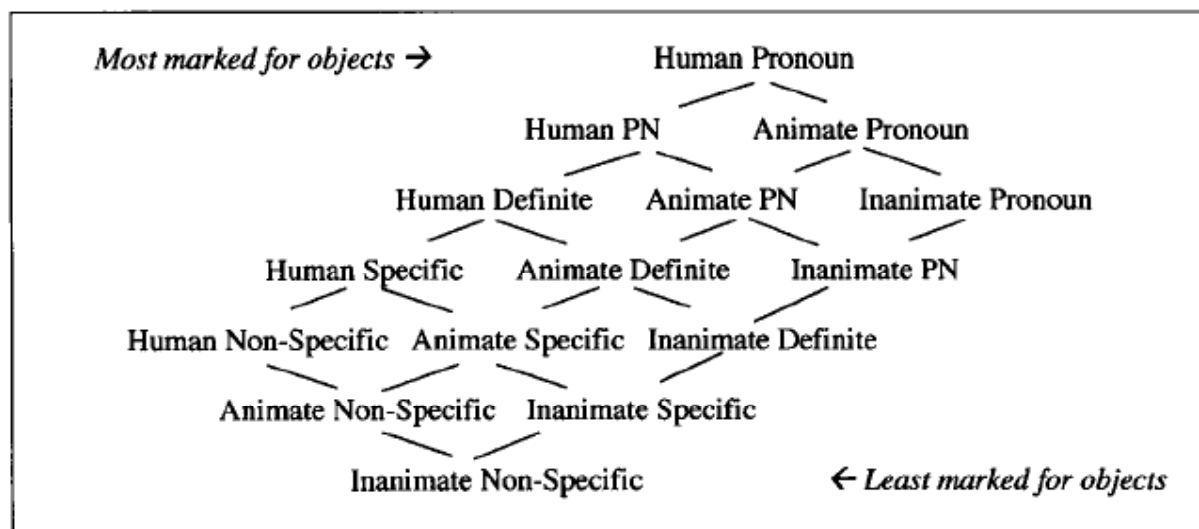 Most marked for objects → Human Pronoun
Human PN Animate Pronoun
Human Definite Animate PN Inanimate Pronoun
Human Specific Animate Definite Inanimate PN
Human Non-Specific Animate Specific Inanimate Definite
Animate Non-Specific Inanimate Specific
Inanimate Non-Specific ← Least marked for objects